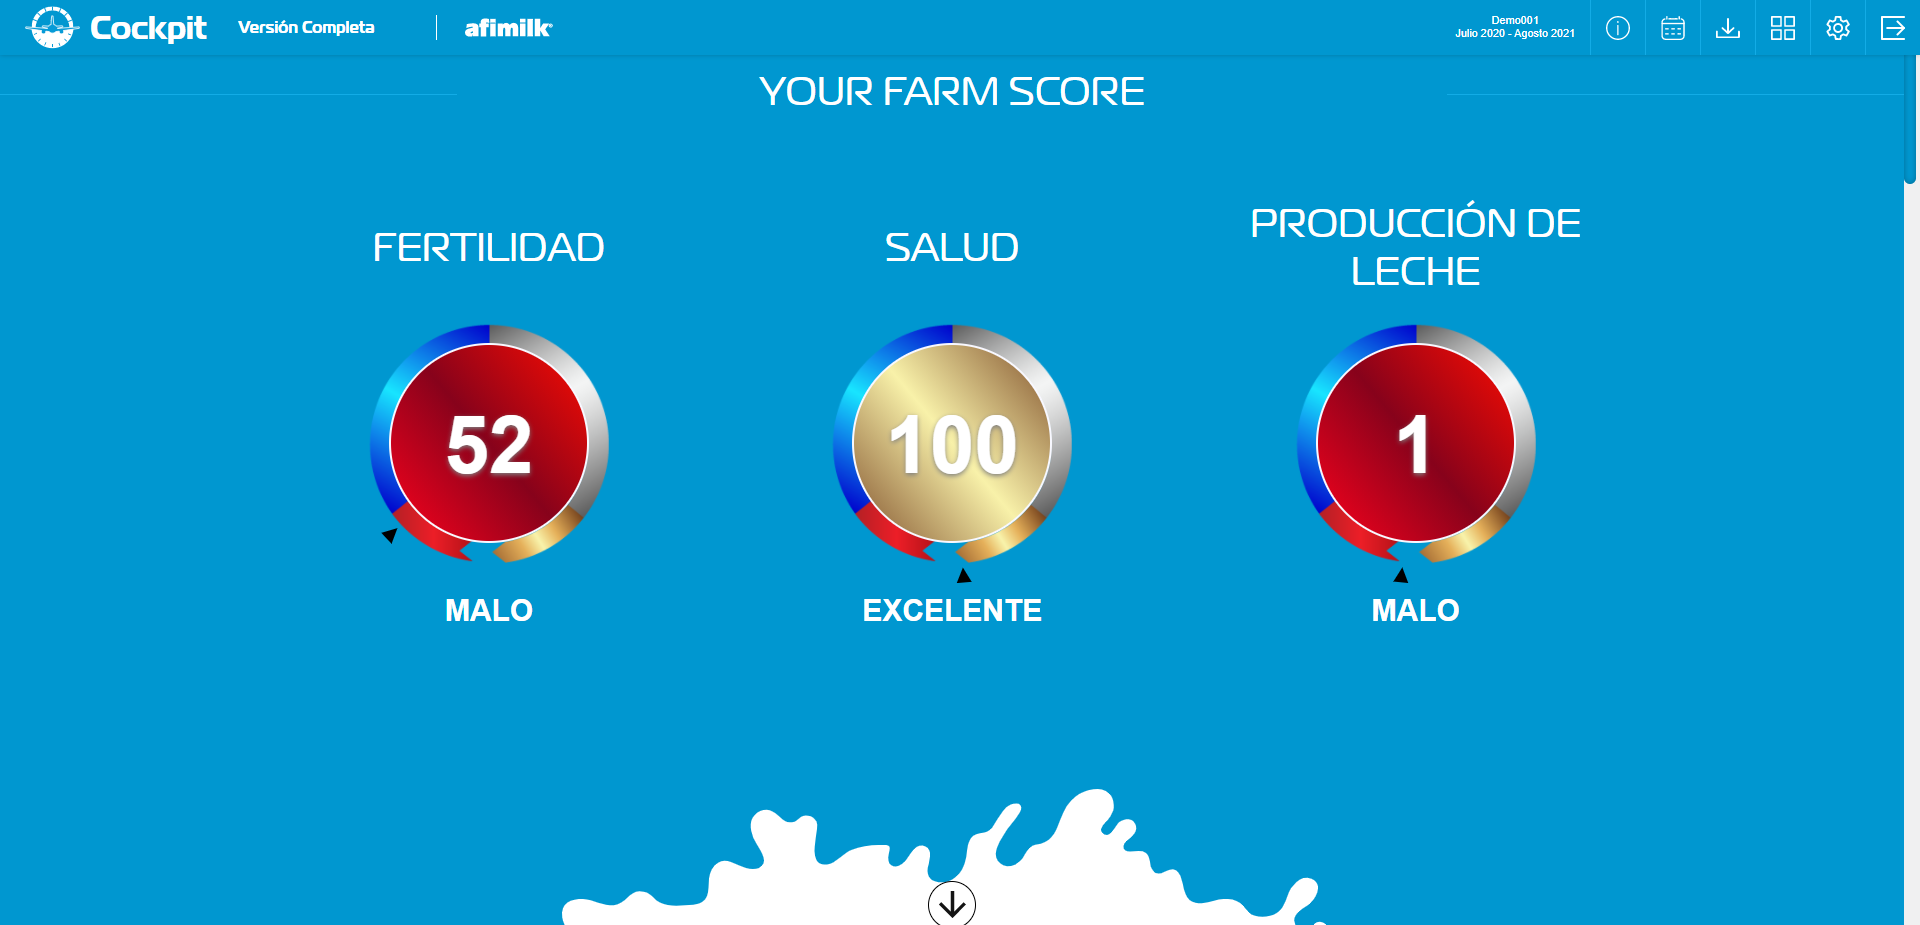 Cockpit
Versión Completa
afimilk
Demo001
Julio 2020 - Agosto 2021
YOUR FARM SCORE
FERTILIDAD
SALUD
PRODUCCIÓN DE
LECHE
52
100
1
MALO
EXCELENTE
MALO